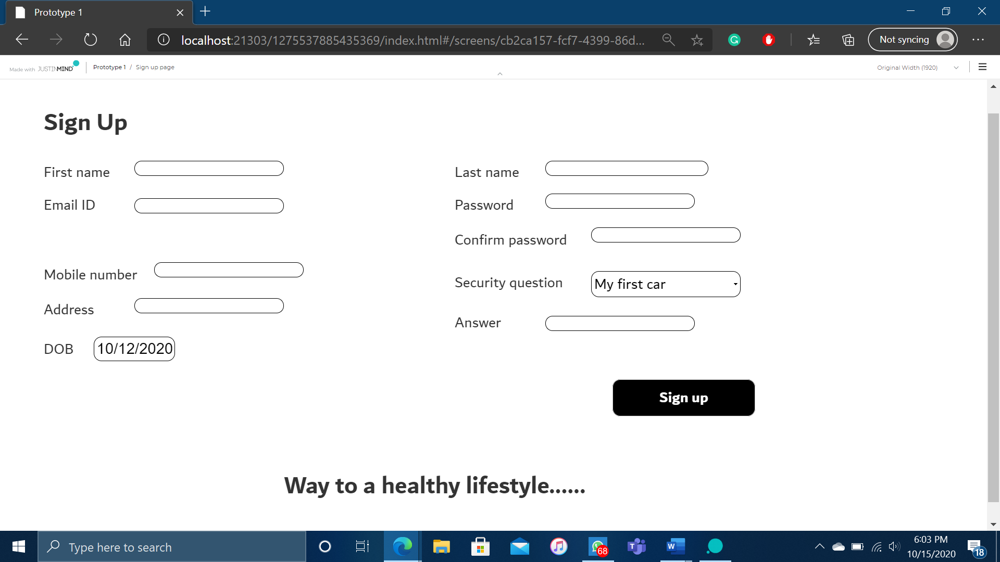 Prototype 1
localhost:21303/1275537885435369/index.html#/screens/cb2ca157-fcf7-4399-86d...
Not syncing
Made with JUSTINMIND
Prototype 1 / Sign up page
Original Width (1920)
Sign Up
First name
Last name
Email ID
Password
Confirm password
Mobile number
Security question
My first car
Address
Answer
DOB
10/12/2020
Sign up
Way to a healthy lifestyle......
Type here to search
68
6:03 PM
10/15/2020
18